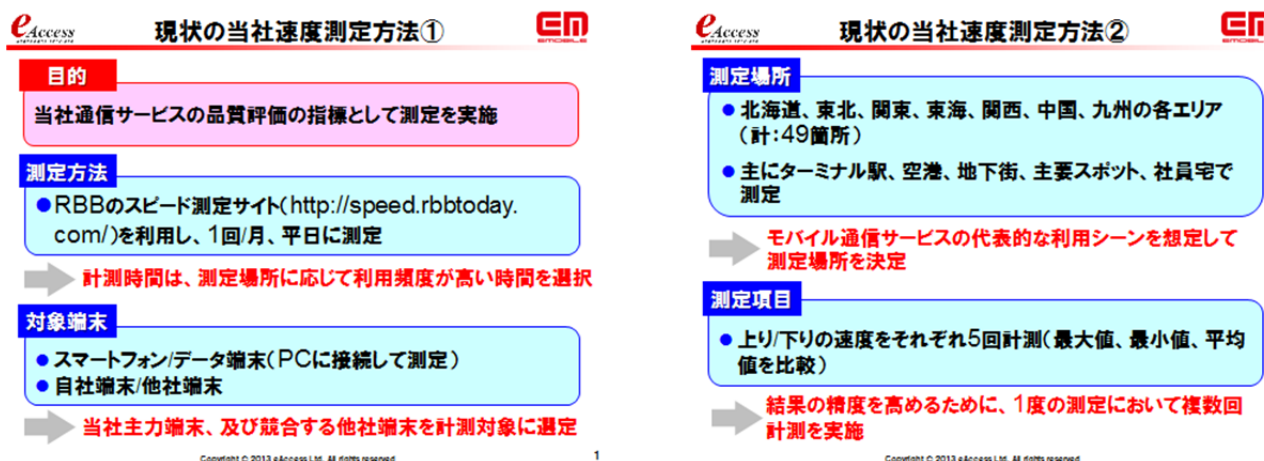 eAccess
現状の当社速度測定方法①
EM
EMOBILE
目的
当社通信サービスの品質評価の指標として測定を実施
測定方法
●RBBのスピード測定サイト(http://speed.rbbtoday.
com/)を利用し、1回/月、平日に測定
計測時間は、測定場所に応じて利用頻度が高い時間を選択
対象端末
●スマートフォン/データ端末(PCに接続して測定)
●自社端末/他社端末
当社主力端末、及び競合する他社端末を計測対象に選定
Copyright © 2013 eAccess Ltd. All rights reserved.
1
eAccess
現状の当社速度測定方法②
EM
EMOBILE
測定場所
●北海道、東北、関東、東海、関西、中国、九州の各エリア
(計:49箇所)
●主にターミナル駅、空港、地下街、主要スポット、社員宅で
測定
モバイル通信サービスの代表的な利用シーンを想定して
測定場所を決定
測定項目
●上り/下りの速度をそれぞれ5回計測(最大値、最小値、平均
値を比較)
結果の精度を高めるために、1度の測定において複数回
計測を実施
Copyright © 2013 eAccess Ltd. All rights reserved.